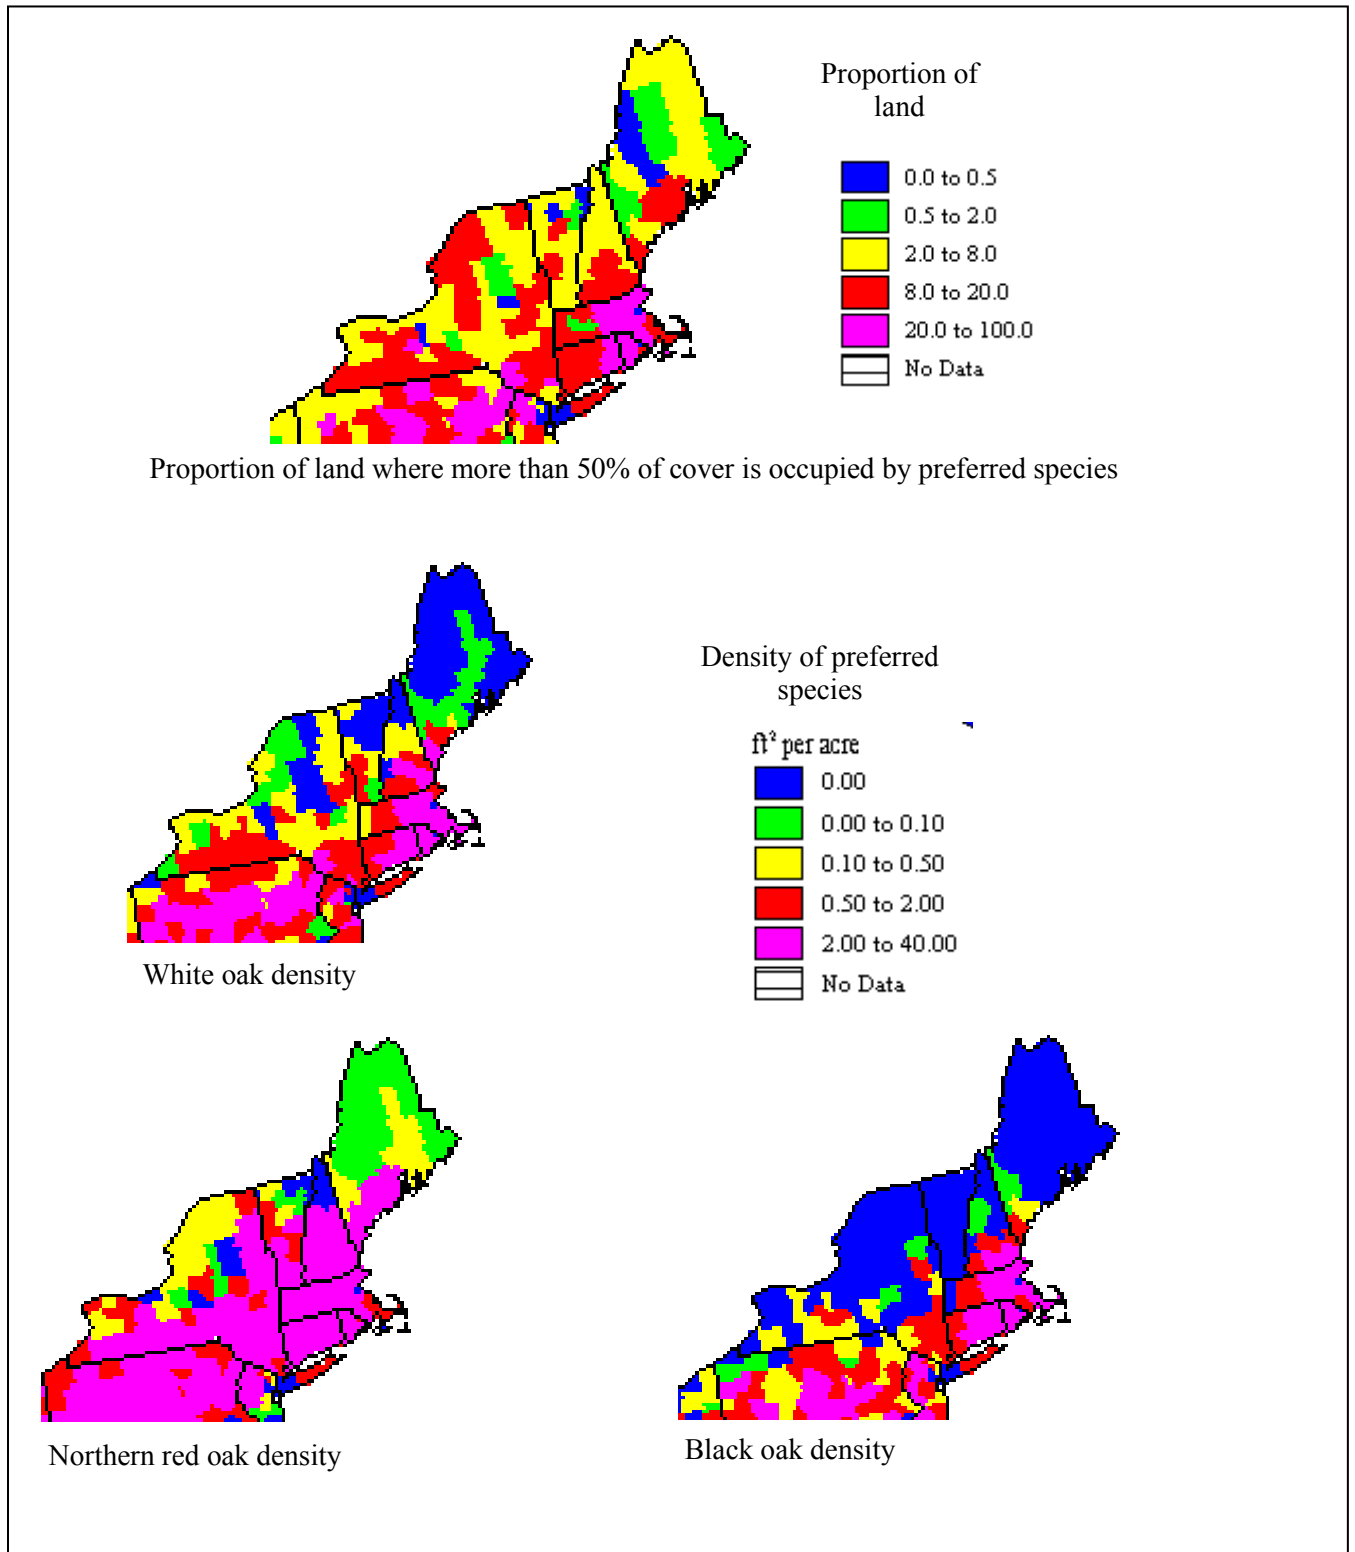 Proportion of
land
0.0 to 0.5
0.5 to 2.0
2.0 to 8.0
8.0 to 20.0
20.0 to 100.0
No Data
Proportion of land where more than 50% of cover is occupied by preferred species
Density of preferred
species
ft² per acre
0.00
0.00 to 0.10
0.10 to 0.50
0.50 to 2.00
2.00 to 40.00
No Data
White oak density
Northern red oak density
Black oak density